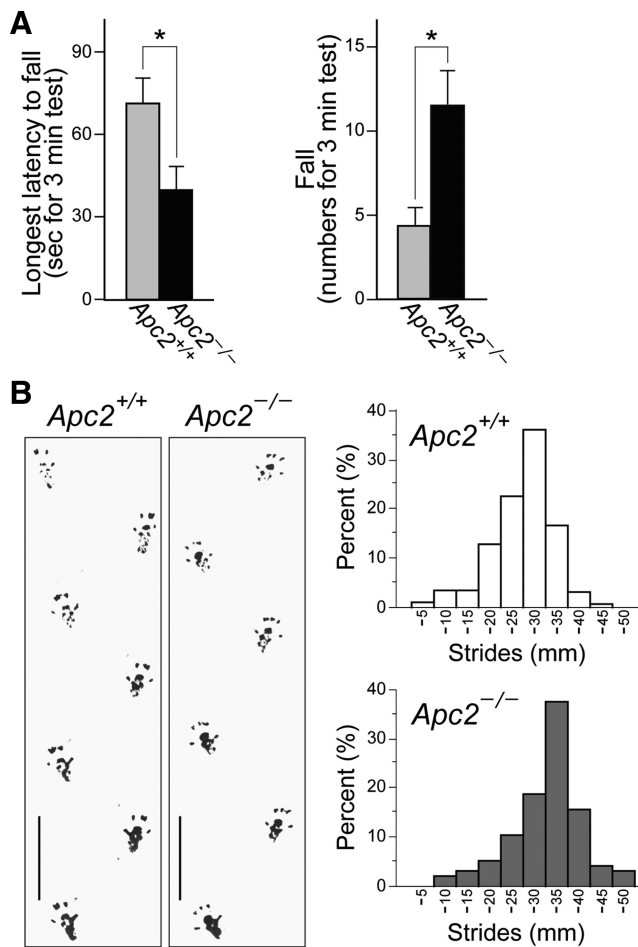 A
Longest latency to fall
(sec for 3 min test)
90
60
30
0
*
Apc2+/+
Apc2−/−
Fall
(numbers for 3 min test)
15
10
5
0
*
Apc2+/+
Apc2−/−
B
Apc2+/+
Apc2−/−
Percent (%)
40
30
20
10
0
Apc2+/+
-5
-10
-15
-20
-25
-30
-35
-40
-45
-50
Strides (mm)
Percent (%)
40
30
20
10
0
Apc2−/−
-5
-10
-15
-20
-25
-30
-35
-40
-45
-50
Strides (mm)